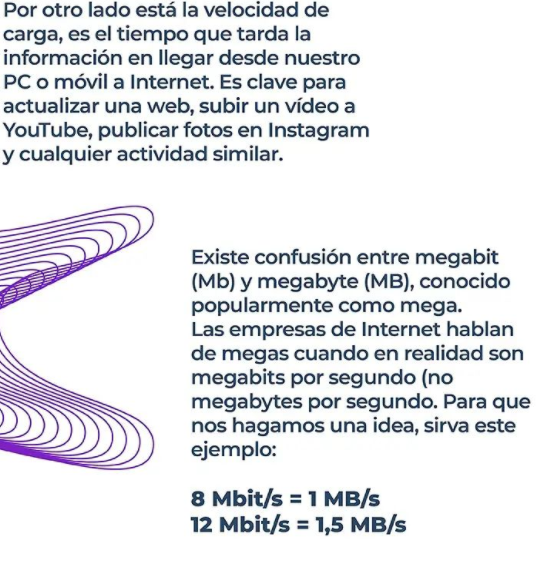 Por otro lado está la velocidad de
carga, es el tiempo que tarda la
información en llegar desde nuestro
PC o móvil a Internet. Es clave para
actualizar una web, subir un vídeo a
YouTube, publicar fotos en Instagram
y cualquier actividad similar.
Existe confusión entre megabit
(Mb) y megabyte (MB), conocido
popularmente como mega.
Las empresas de Internet hablan
de megas cuando en realidad son
megabits por segundo (no
megabytes por segundo. Para que
nos hagamos una idea, sirva este
ejemplo:
8 Mbit/s = 1 MB/s
12 Mbit/s = 1,5 MB/s